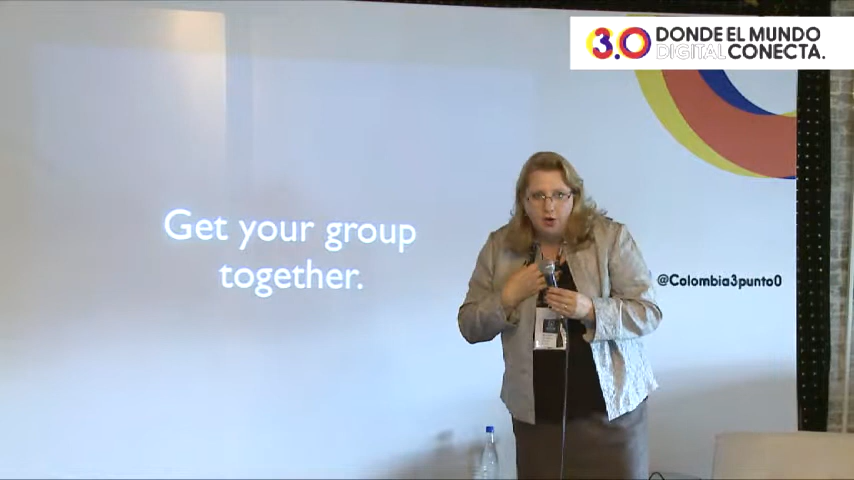 3.0 DONDE EL MUNDO
DIGITAL CONECTA.
Get your group
together.
@Colombia3punto0